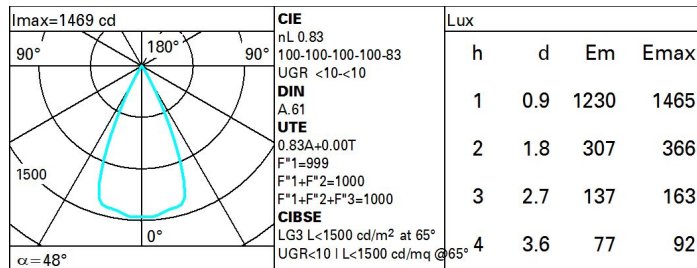 Imax=1469 cd
90°
180°
90°
1500
0°
α=48°
CIE
nL 0.83
100-100-100-100-83
UGR <10-<10
DIN
A.61
UTE
0.83A+0.00T
F"1=999
F"1+F"2=1000
F"1+F"2+F"3=1000
CIBSE
LG3 L<1500 cd/m² at 65°
UGR<10 | L<1500 cd/mq @65°
Lux
h d Em Emax
1 0.9 1230 1465
2 1.8 307 366
3 2.7 137 163
4 3.6 77 92